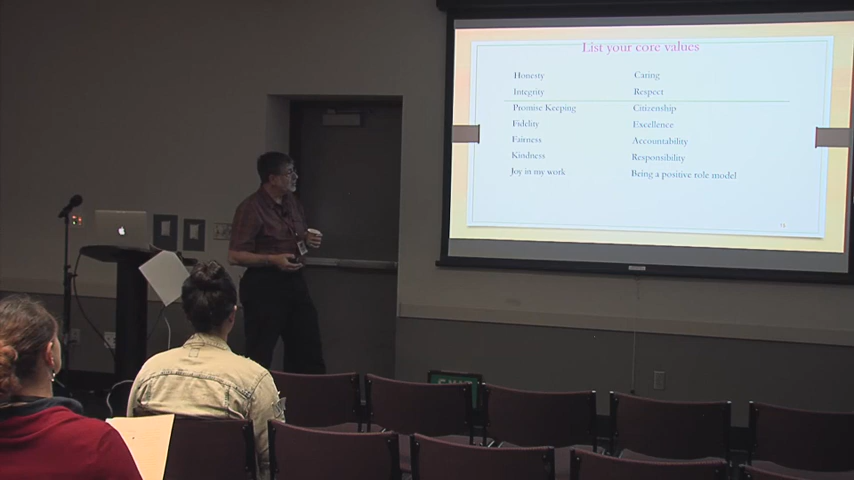 List your core values
Honesty
Integrity
Promise Keeping
Fidelity
Fairness
Kindness
Joy in my work
Caring
Respect
Citizenship
Excellence
Accountability
Responsibility
Being a positive role model